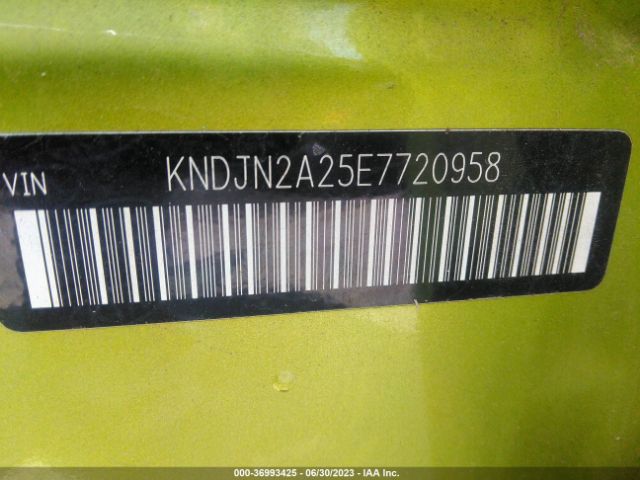 VIN KNDJN2A25E7720958
000-36993425 - 06/30/2023 - IAA Inc.